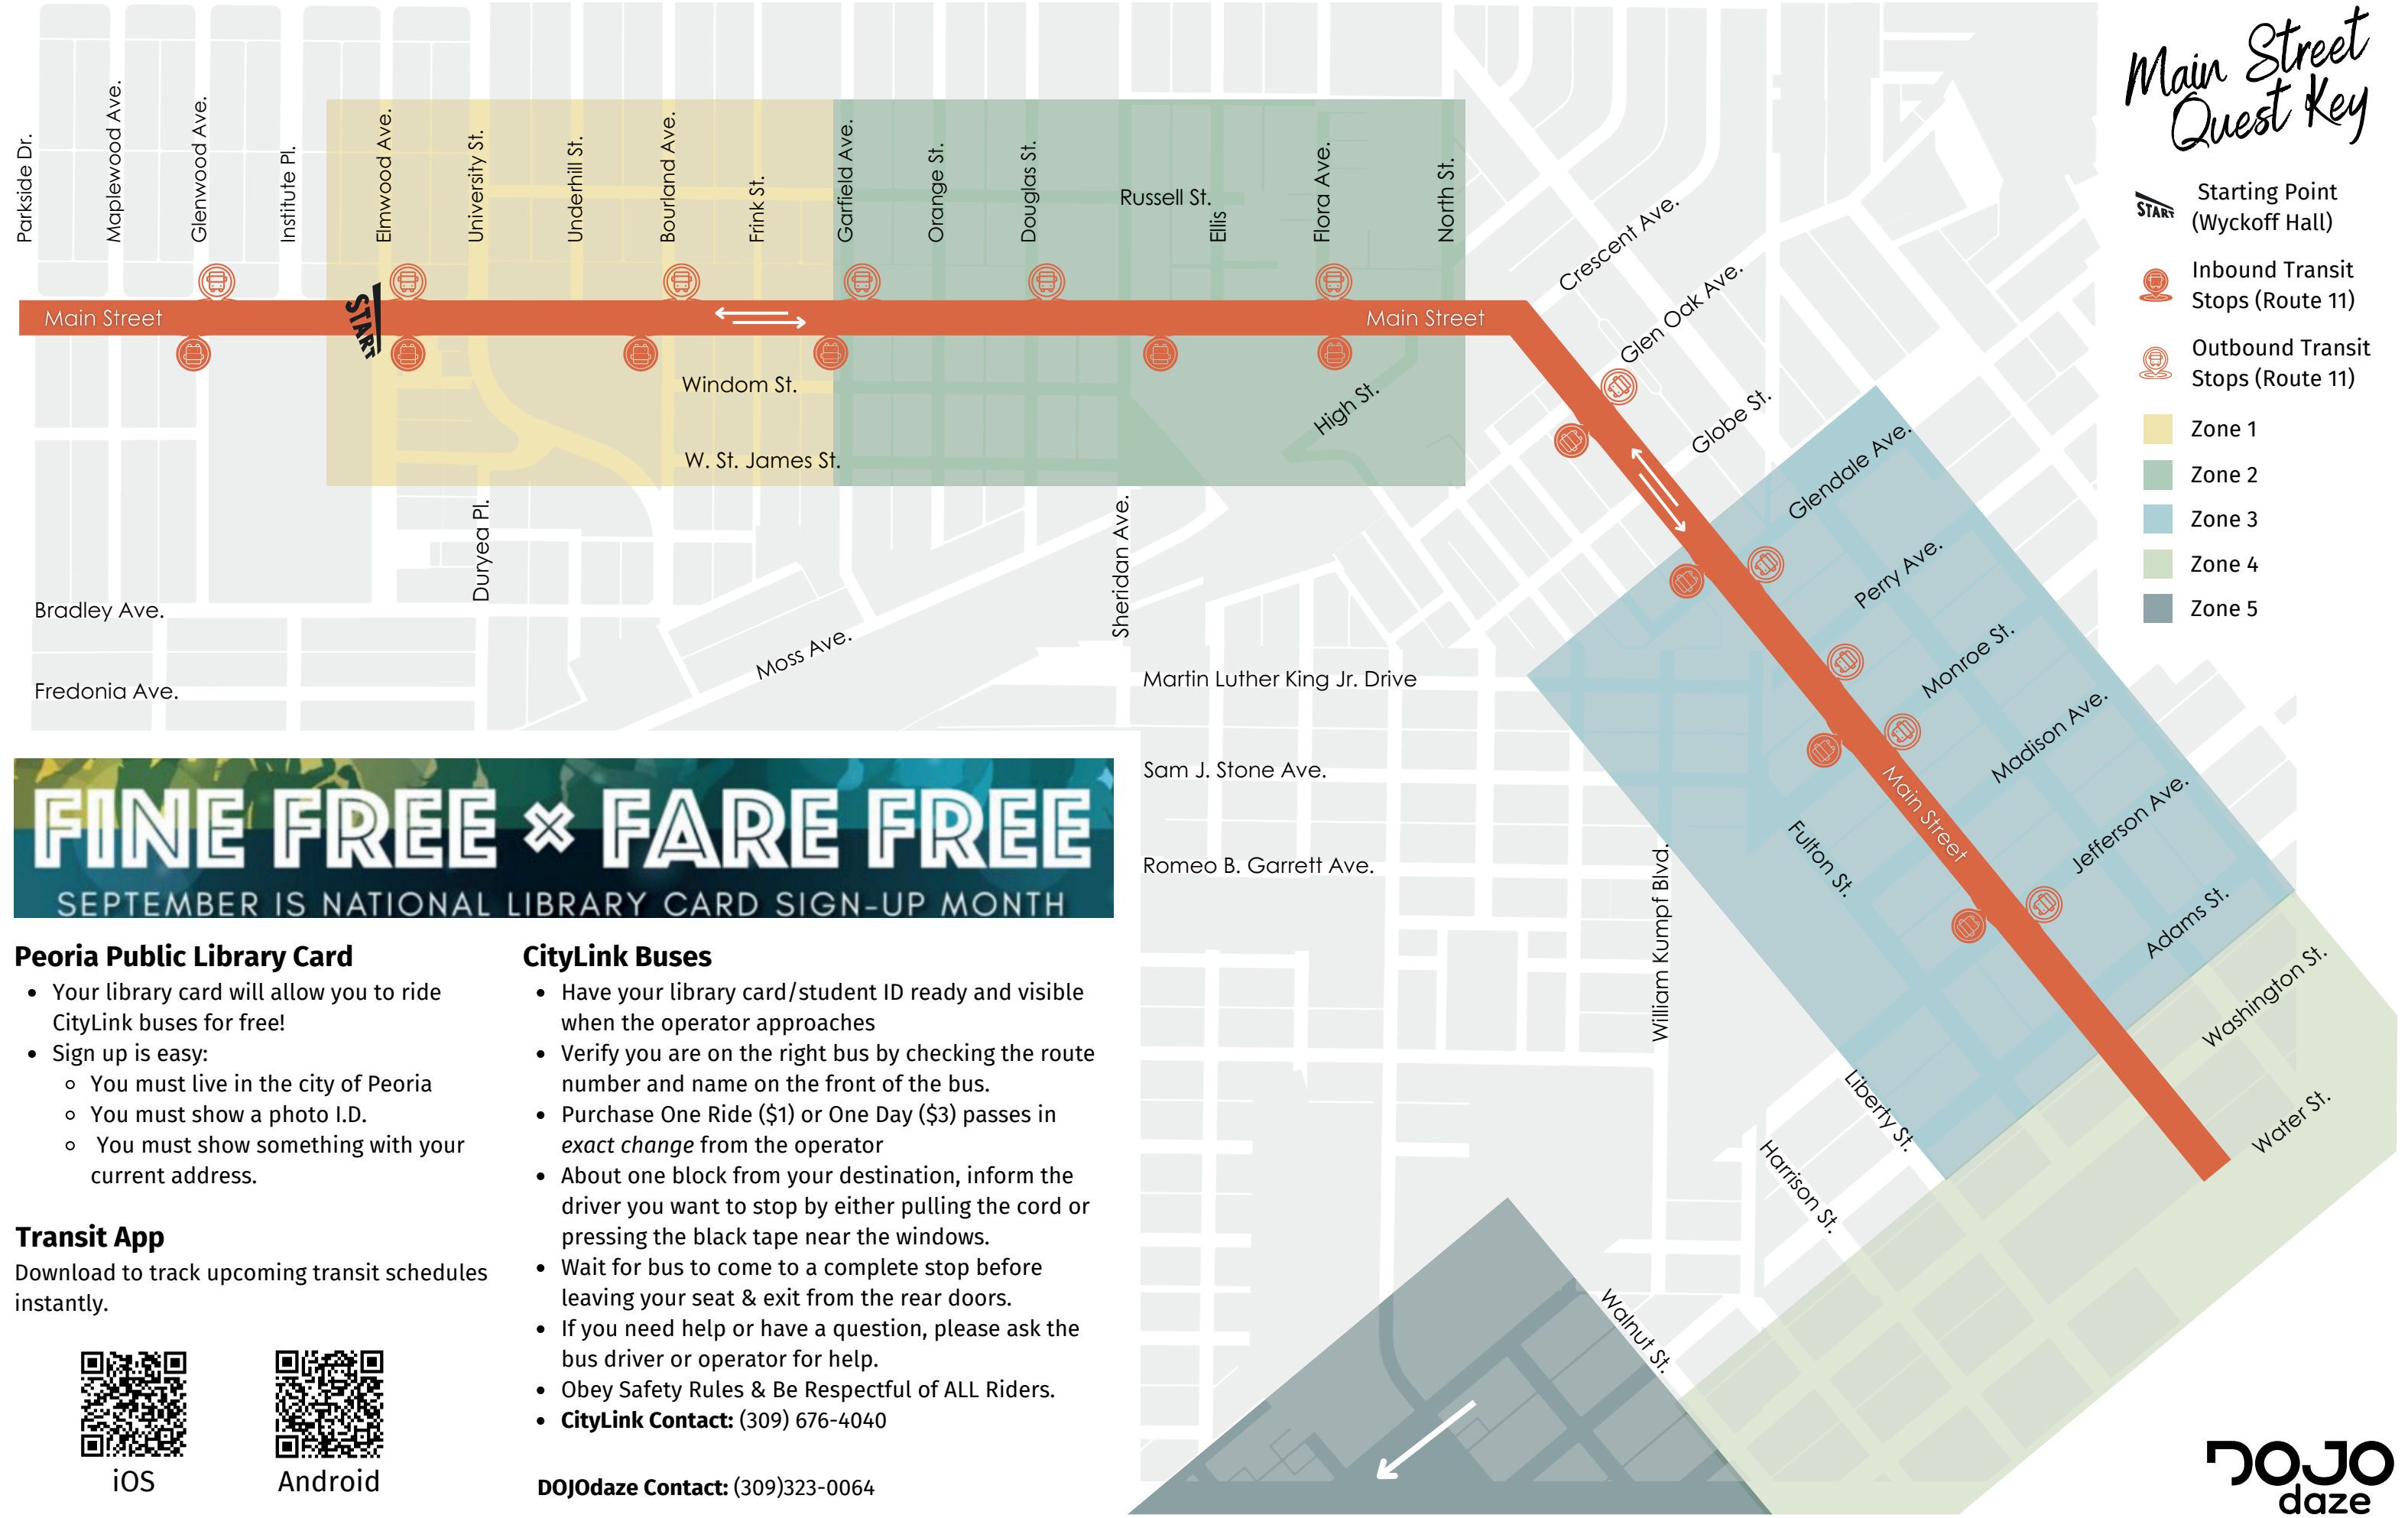 Main Street
Quest Key
START
Starting Point
(Wyckoff Hall)
Inbound Transit
Stops (Route 11)
Outbound Transit
Stops (Route 11)
Zone 1
Zone 2
Zone 3
Zone 4
Zone 5
Parkside Dr.
Maplewood Ave.
Glenwood Ave.
Institute Pl.
Elmwood Ave.
University St.
Underhill St.
Bourland Ave.
Frink St.
Garfield Ave.
Orange St.
Douglas St.
Russell St.
Ellis
Flora Ave.
North St.
Crescent Ave.
Glen Oak Ave.
Globe St.
Main Street
START
Main Street
Windom St.
W. St. James St.
High St.
Duryea Pl.
Sheridan Ave.
Bradley Ave.
Moss Ave.
Fredonia Ave.
Martin Luther King Jr. Drive
Sam J. Stone Ave.
Romeo B. Garrett Ave.
William Kumpf Blvd.
Glendale Ave.
Perry Ave.
Monroe St.
Madison Ave.
Main Street
Jefferson Ave.
Fulton St.
Adams St.
Washington St.
Water St.
Liberty St.
Harrison St.
Walnut St.
FINE FREE × FARE FREE
SEPTEMBER IS NATIONAL LIBRARY CARD SIGN-UP MONTH
Peoria Public Library Card
• Your library card will allow you to ride
CityLink buses for free!
• Sign up is easy:
◦ You must live in the city of Peoria
◦ You must show a photo I.D.
◦ You must show something with your
current address.
Transit App
Download to track upcoming transit schedules
instantly.
iOS
Android
CityLink Buses
• Have your library card/student ID ready and visible
when the operator approaches
• Verify you are on the right bus by checking the route
number and name on the front of the bus.
• Purchase One Ride ($1) or One Day ($3) passes in
exact change from the operator
• About one block from your destination, inform the
driver you want to stop by either pulling the cord or
pressing the black tape near the windows.
• Wait for bus to come to a complete stop before
leaving your seat & exit from the rear doors.
• If you need help or have a question, please ask the
bus driver or operator for help.
• Obey Safety Rules & Be Respectful of ALL Riders.
• CityLink Contact: (309) 676-4040
DOJOdaze Contact: (309)323-0064
DOJO
daze